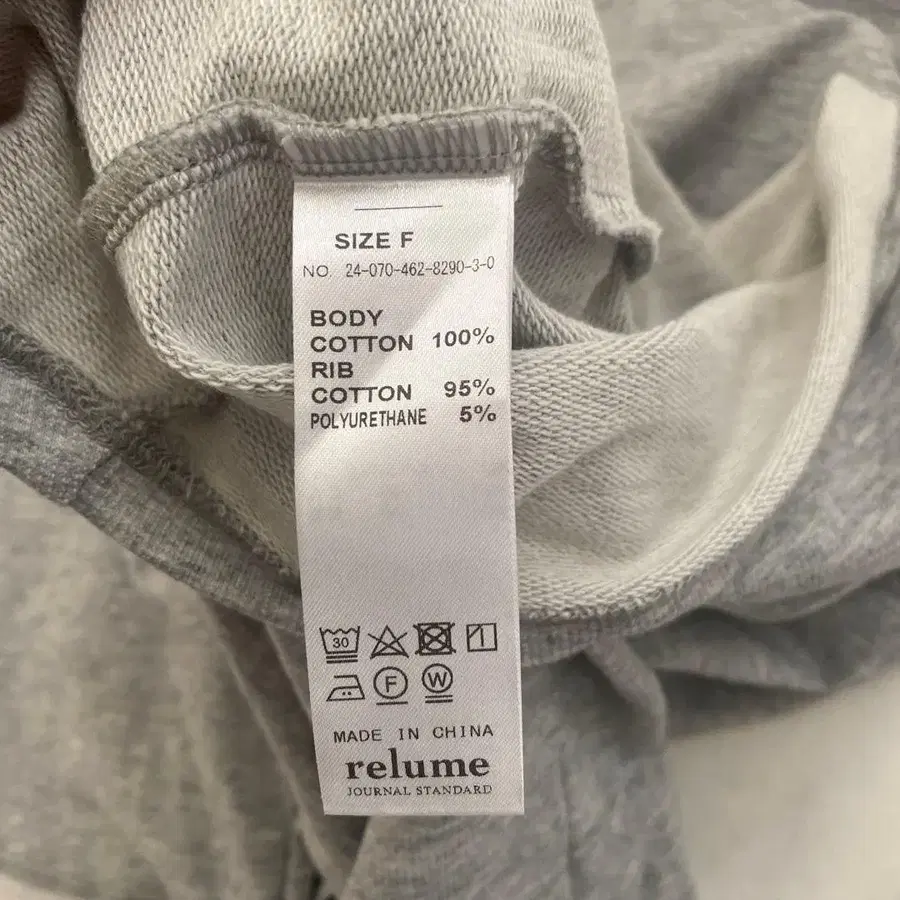 SIZE F
NO. 24-070-462-8290-3-0
BODY
COTTON 100%
RIB
COTTON 95%
POLYURETHANE 5%
30
F W
MADE IN CHINA
relume
JOURNAL STANDARD